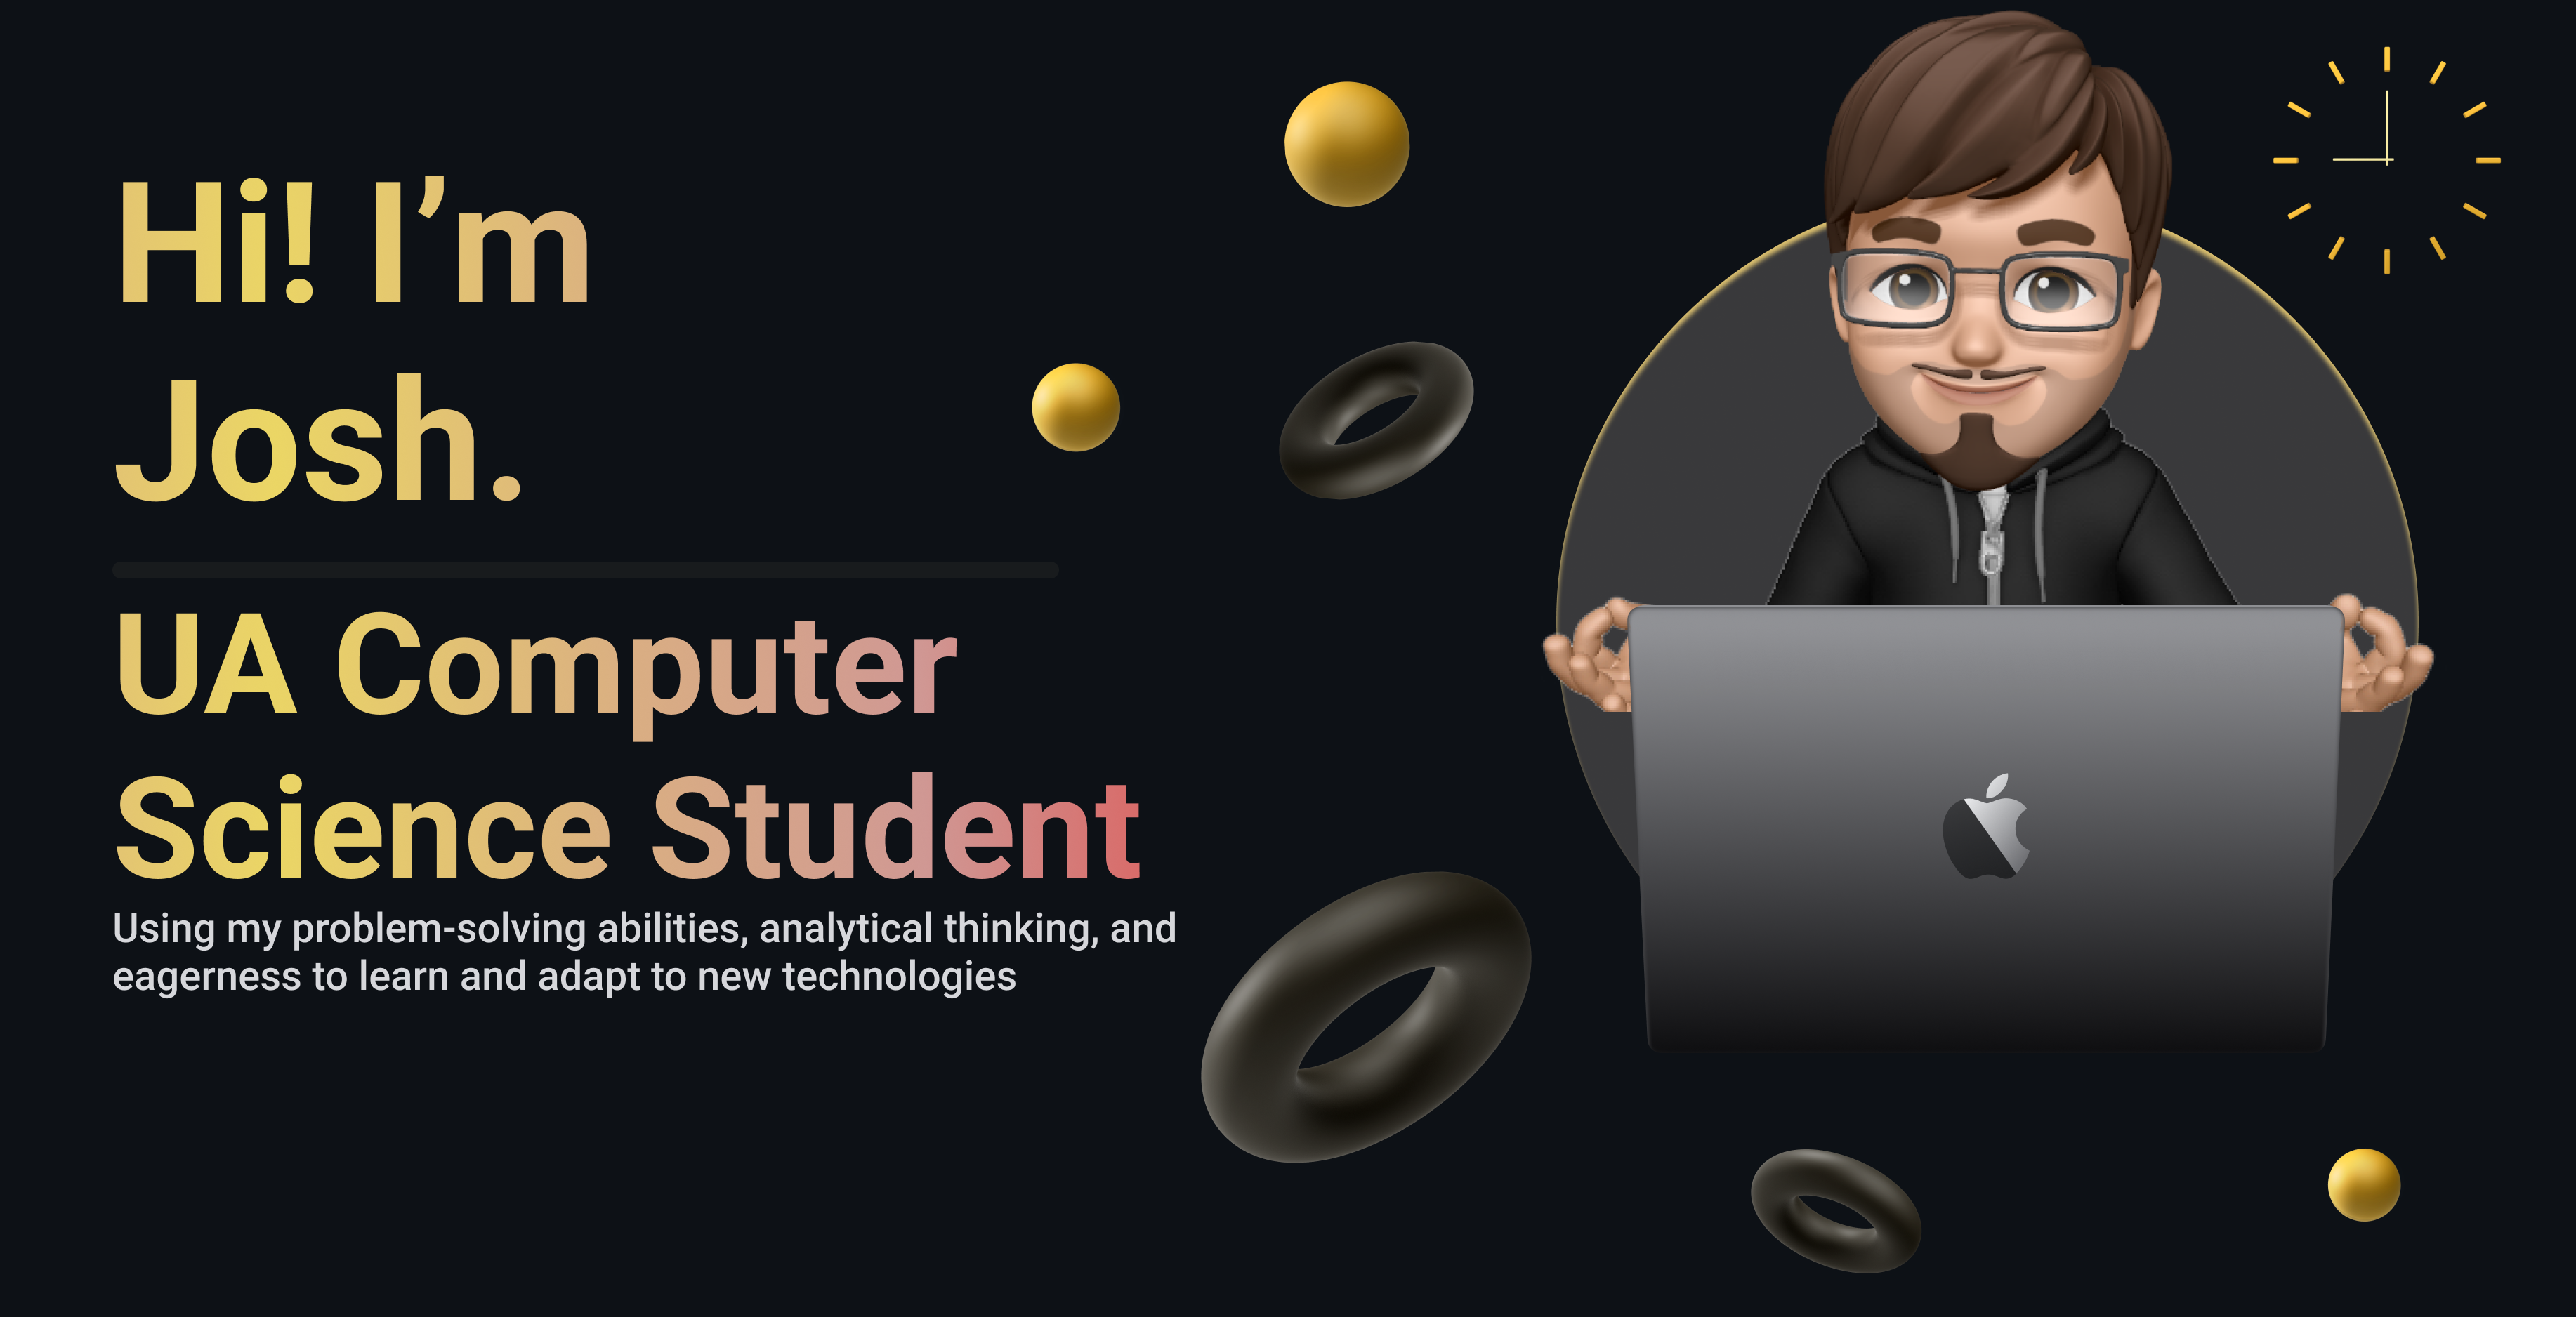 Hi! I’m
Josh.
UA Computer
Science Student
Using my problem-solving abilities, analytical thinking, and
eagerness to learn and adapt to new technologies